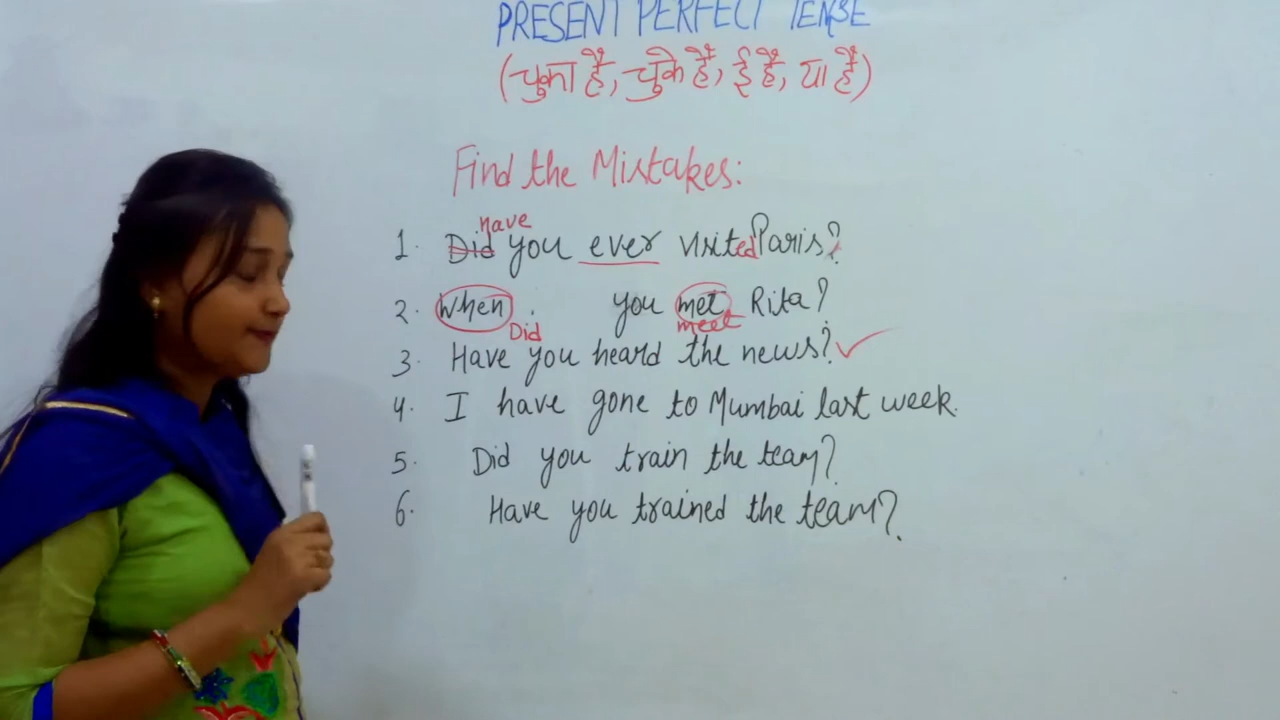 PRESENT PERFECT TENSE
(चुका है, चुके हैं, ई है, या है)
Find the Mistakes:
have
1. Did you ever visited Paris?
2. When you met Rita?
Did meet
3. Have you heard the news? ✓
4. I have gone to Mumbai last week.
5. Did you train the team?
6. Have you trained the team?